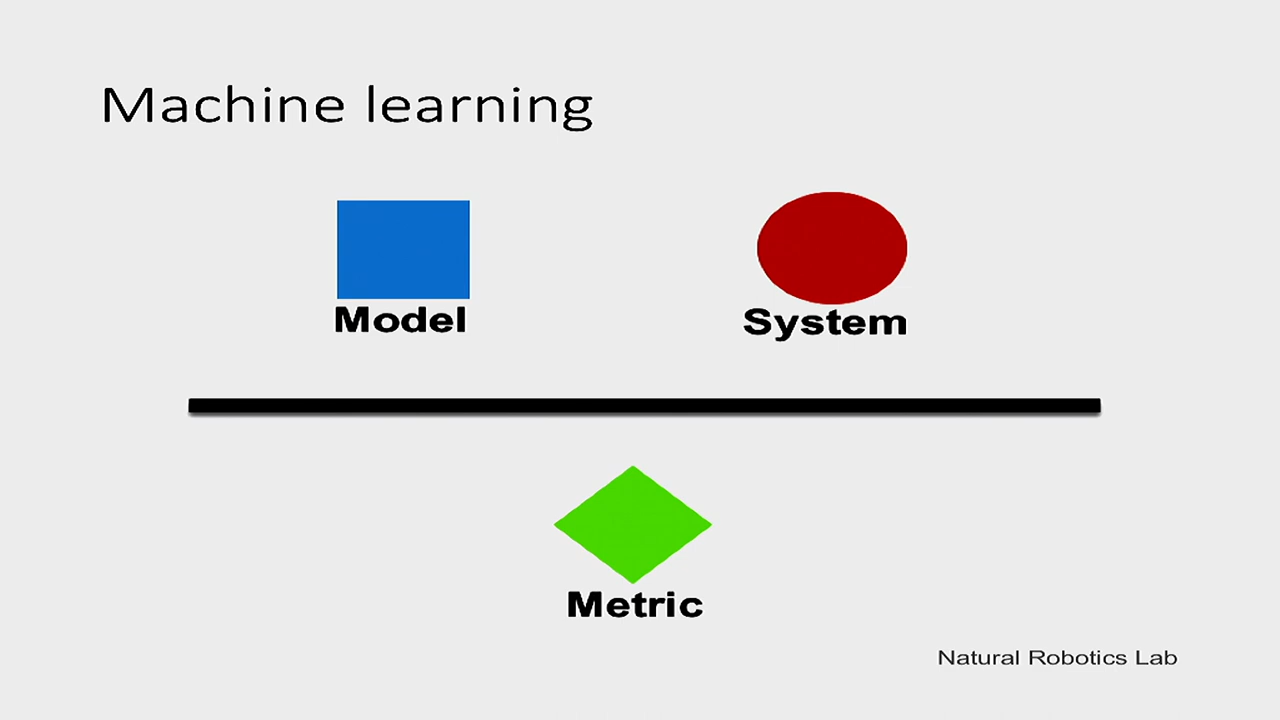 Machine learning
Model
System
Metric
Natural Robotics Lab